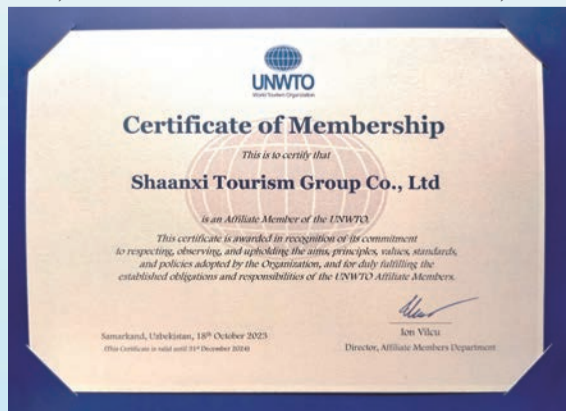 UNWTO
World Tourism Organization
Certificate of Membership
This is to certify that
Shaanxi Tourism Group Co., Ltd
is an Affiliate Member of the UNWTO.
This certificate is awarded in recognition of its commitment
to respecting, observing, and upholding the aims, principles, values, standards,
and policies adopted by the Organization, and for duly fulfilling the
established obligations and responsibilities of the UNWTO Affiliate Members.
Samarkand, Uzbekistan, 18th October 2023
(This Certificate is valid until 31st December 2024)
Ion Vilcu
Director, Affiliate Members Department